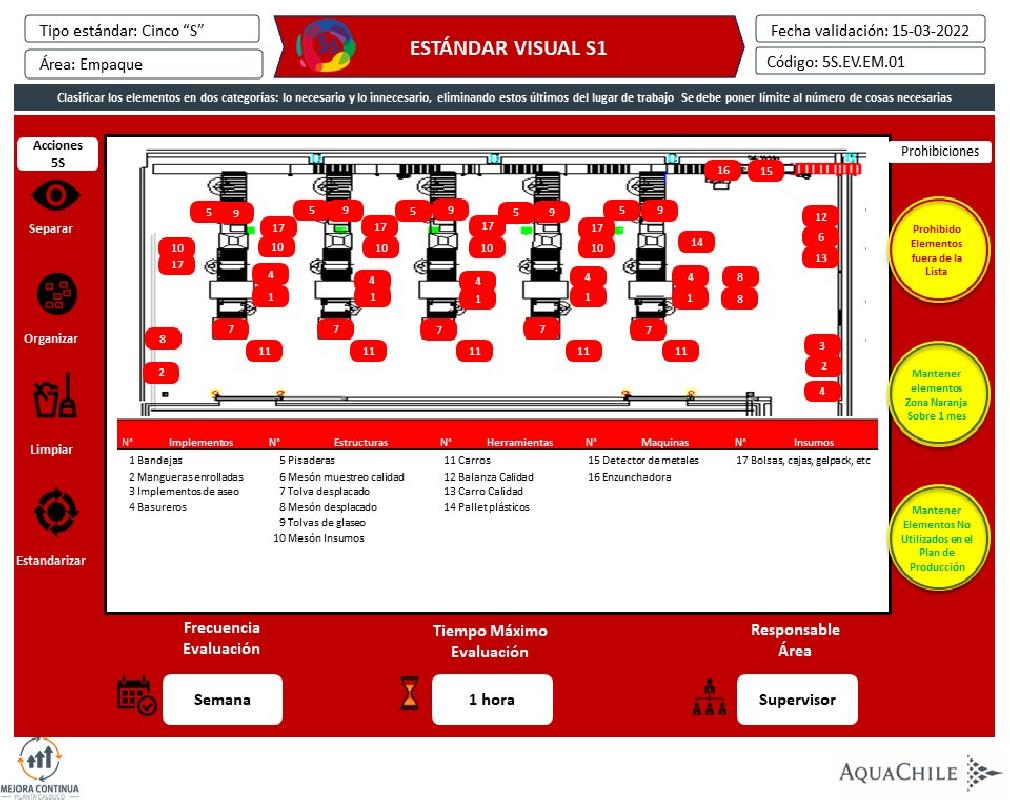 Tipo estándar: Cinco “S”
Área: Empaque
5S
ESTÁNDAR VISUAL S1
Fecha validación: 15-03-2022
Código: 5S.EV.EM.01
Clasificar los elementos en dos categorías: lo necesario y lo innecesario, eliminando estos últimos del lugar de trabajo Se debe poner límite al número de cosas necesarias
Acciones
5S
Separar
Organizar
Limpiar
Estandarizar
16 15
5 9 5 9 5 9 5 9 5 9
12
17 17 17 17
6
10 10 10 10 10
14
13
17
4 4 4 4 4 8
1 1 1 1 1 8
7 7 7 7 7
8
3
11 11 11 11 11
2
2
4
N° Implementos N° Estructuras N° Herramientas N° Maquinas N° Insumos
1 Bandejas 5 Pisaderas 11 Carros 15 Detector de metales 17 Bolsas, cajas, gelpack, etc
2 Mangueras enrolladas 6 Mesón muestreo calidad 12 Balanza Calidad 16 Enzunchadora
3 Implementos de aseo 7 Tolva desplacado 13 Carro Calidad
4 Basureros 8 Mesón desplacado 14 Pallet plásticos
9 Tolvas de glaseo
10 Mesón Insumos
Prohibiciones
Prohibido
Elementos
fuera de la
Lista
Mantener
elementos
Zona Naranja
Sobre 1 mes
Mantener
Elementos No
Utilizados en el
Plan de
Producción
Frecuencia
Evaluación
Semana
Tiempo Máximo
Evaluación
1 hora
Responsable
Área
Supervisor
MEJORA CONTINUA
PLANTA CALBUCO
AQUACHILE